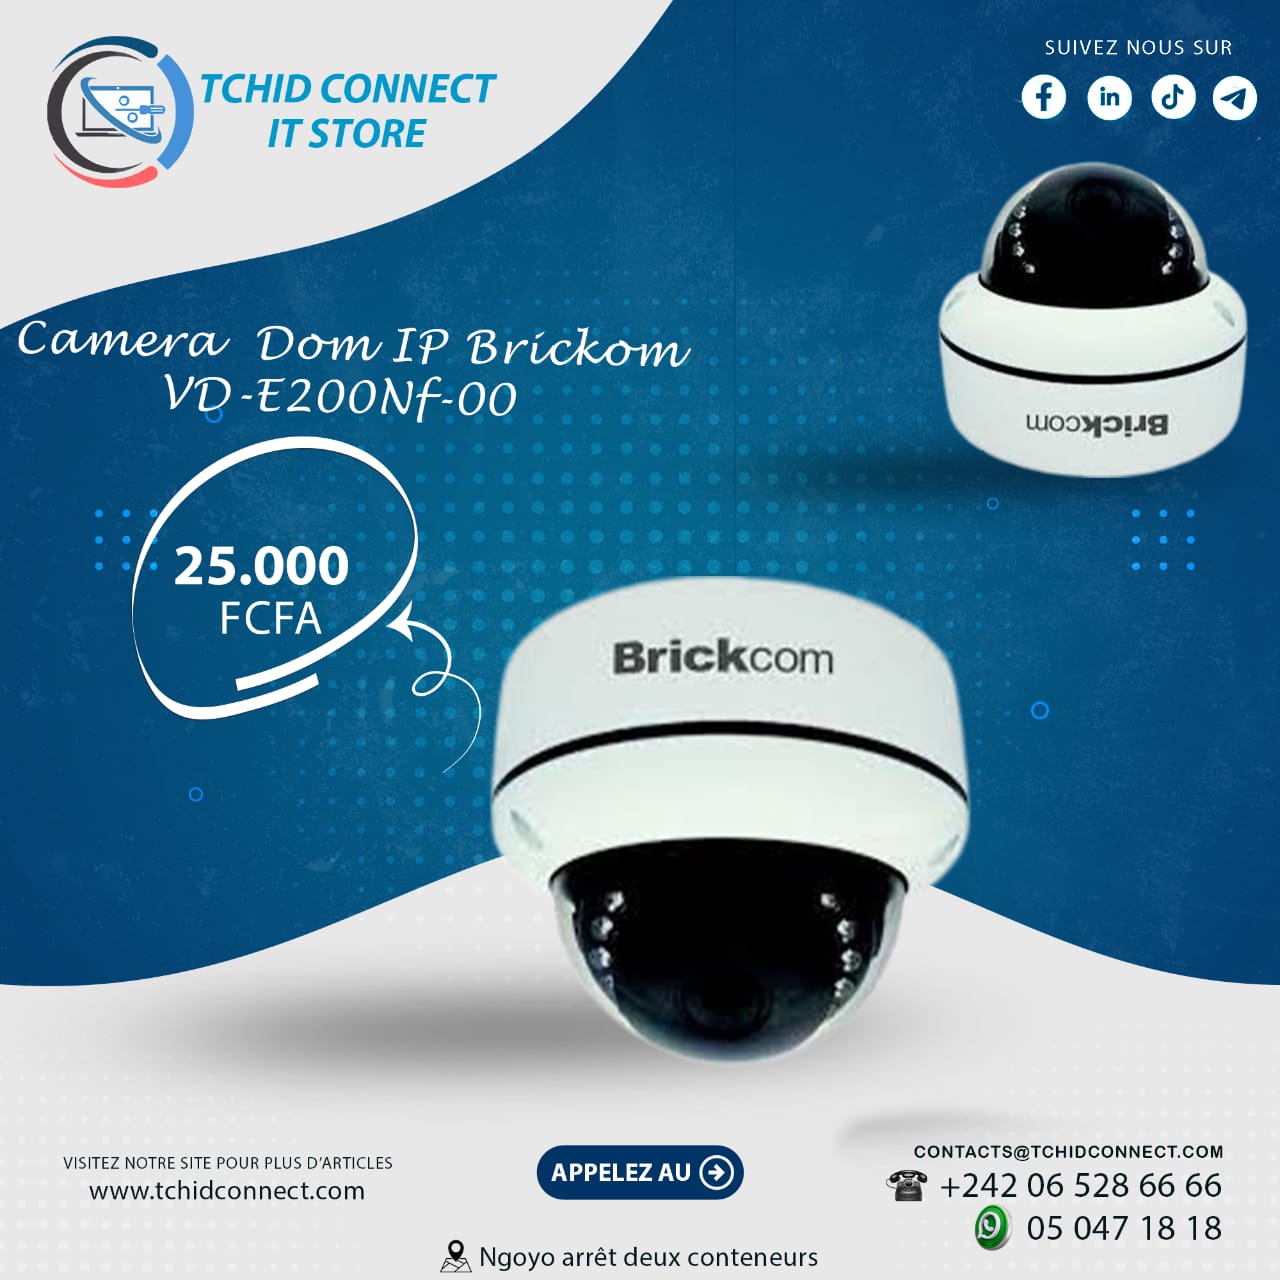 TCHID CONNECT
IT STORE
SUIVEZ NOUS SUR
Camera Dom IP Brickom
VD-E200Nf-00
25.000
FCFA
Brickcom
Brickcom
VISITEZ NOTRE SITE POUR PLUS D’ARTICLES
www.tchidconnect.com
APPELEZ AU
CONTACTS@TCHIDCONNECT.COM
+242 06 528 66 66
05 047 18 18
Ngoyo arrêt deux conteneurs